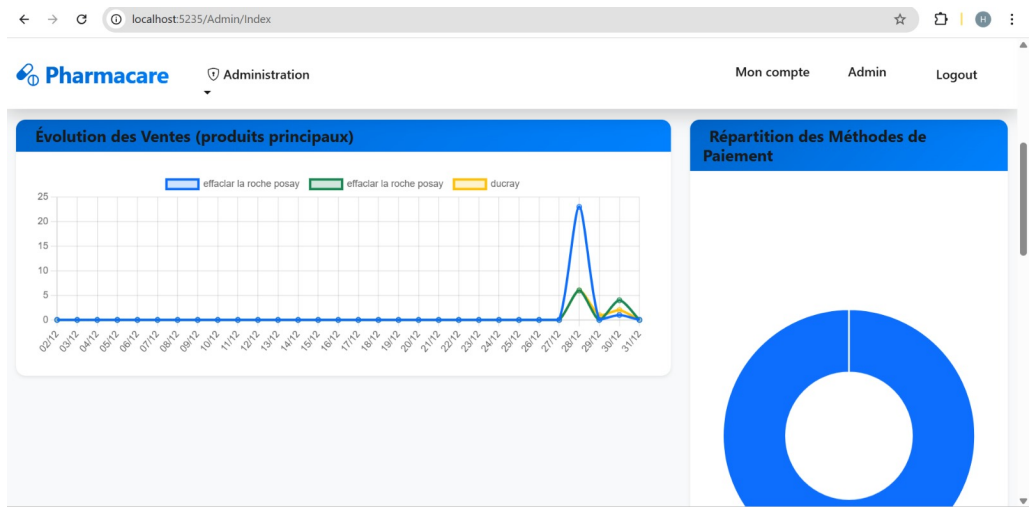 localhost:5235/Admin/Index
H
Pharmacare
Administration
Mon compte
Admin
Logout
Évolution des Ventes (produits principaux)
effaclar la roche posay
effaclar la roche posay
ducray
25
20
15
10
5
0
02/12
03/12
04/12
05/12
06/12
07/12
08/12
09/12
10/12
11/12
12/12
13/12
14/12
15/12
16/12
17/12
18/12
19/12
20/12
21/12
22/12
23/12
24/12
25/12
26/12
27/12
28/12
29/12
30/12
31/12
Répartition des Méthodes de
Paiement